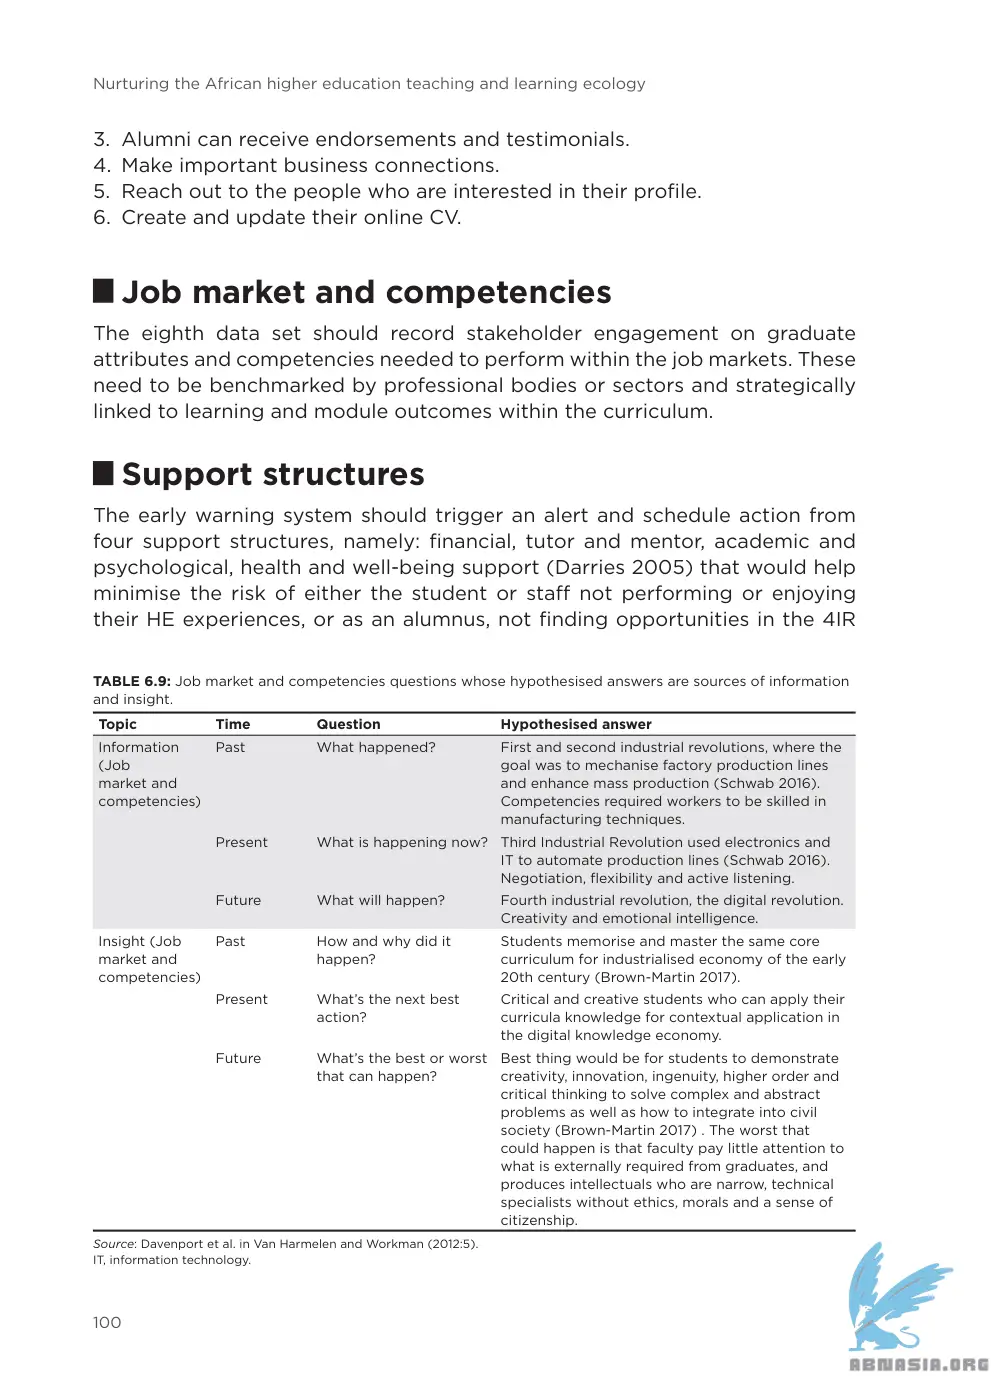 Nurturing the African higher education teaching and learning ecology
3. Alumni can receive endorsements and testimonials.
4. Make important business connections.
5. Reach out to the people who are interested in their profile.
6. Create and update their online CV.
Job market and competencies
The eighth data set should record stakeholder engagement on graduate
attributes and competencies needed to perform within the job markets. These
need to be benchmarked by professional bodies or sectors and strategically
linked to learning and module outcomes within the curriculum.
Support structures
The early warning system should trigger an alert and schedule action from
four support structures, namely: financial, tutor and mentor, academic and
psychological, health and well-being support (Darries 2005) that would help
minimise the risk of either the student or staff not performing or enjoying
their HE experiences, or as an alumnus, not finding opportunities in the 4IR
TABLE 6.9: Job market and competencies questions whose hypothesised answers are sources of information
and insight.
Topic Time Question Hypothesised answer
Information Past What happened? First and second industrial revolutions, where the
(Job goal was to mechanise factory production lines
market and and enhance mass production (Schwab 2016).
competencies) Competencies required workers to be skilled in
manufacturing techniques.
Present What is happening now? Third Industrial Revolution used electronics and
IT to automate production lines (Schwab 2016).
Negotiation, flexibility and active listening.
Future What will happen? Fourth industrial revolution, the digital revolution.
Creativity and emotional intelligence.
Insight (Job Past How and why did it Students memorise and master the same core
market and happen? curriculum for industrialised economy of the early
competencies) 20th century (Brown-Martin 2017).
Present What's the next best Critical and creative students who can apply their
action? curricula knowledge for contextual application in
the digital knowledge economy.
Future What's the best or worst Best thing would be for students to demonstrate
that can happen? creativity, innovation, ingenuity, higher order and
critical thinking to solve complex and abstract
problems as well as how to integrate into civil
society (Brown-Martin 2017) . The worst that
could happen is that faculty pay little attention to
what is externally required from graduates, and
produces intellectuals who are narrow, technical
specialists without ethics, morals and a sense of
citizenship.
Source: Davenport et al. in Van Harmelen and Workman (2012:5).
IT, information technology.
100
ABNASIA.ORG